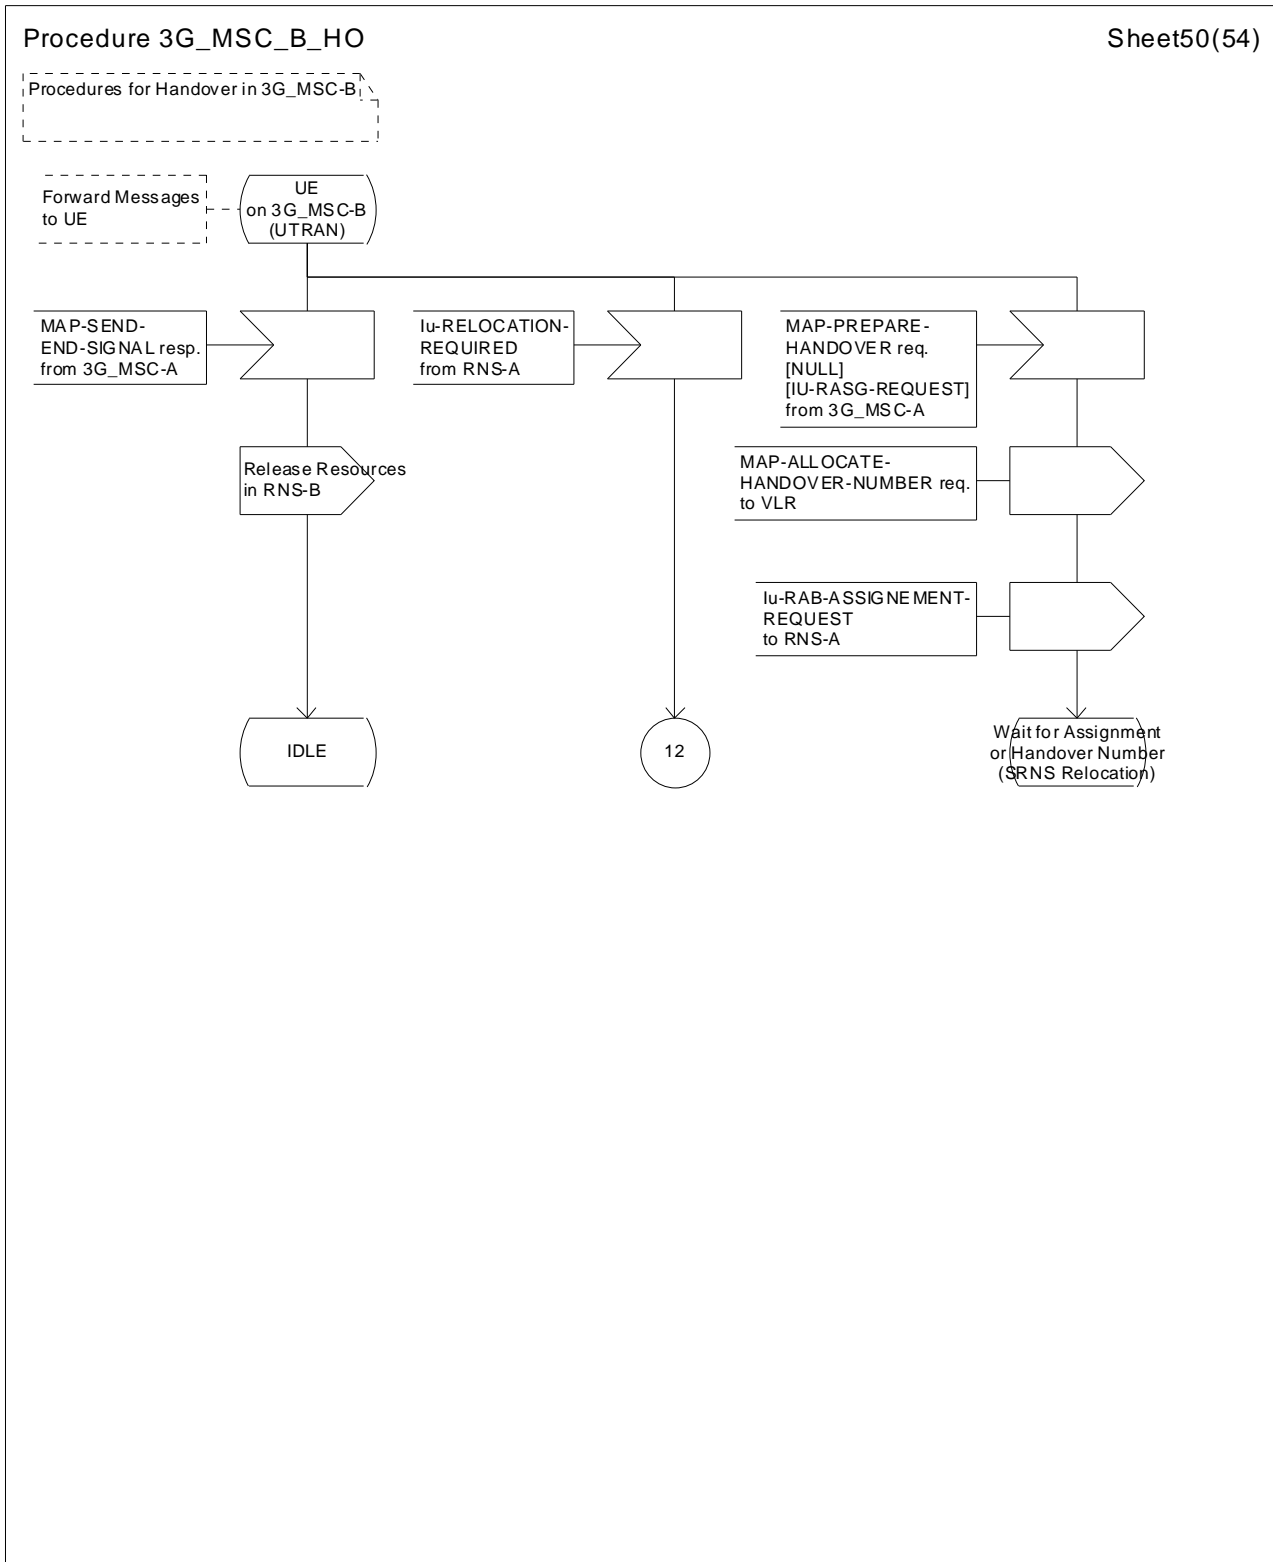 Procedure 3G_MSC_B_HO
Sheet50(54)
Procedures for Handover in 3G_MSC-B
Forward Messages
to UE
UE
on 3G_MSC-B
(UTRAN)
MAP-SEND-
END-SIGNAL resp.
from 3G_MSC-A
Iu-RELOCATION-
REQUIRED
from RNS-A
MAP-PREPARE-
HANDOVER req.
[NULL]
[IU-RASG-REQUEST]
from 3G_MSC-A
Release Resources
in RNS-B
MAP-ALLOCATE-
HANDOVER-NUMBER req.
to VLR
Iu-RAB-ASSIGNEMENT-
REQUEST
to RNS-A
IDLE
12
Wait for Assignment
or Handover Number
(SRNS Relocation)